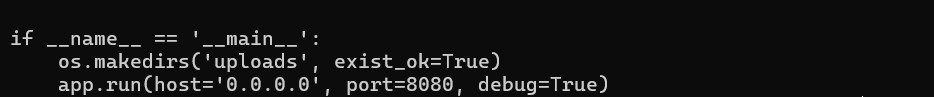 if __name__ == '__main__':
    os.makedirs('uploads', exist_ok=True)
    app.run(host='0.0.0.0', port=8080, debug=True)